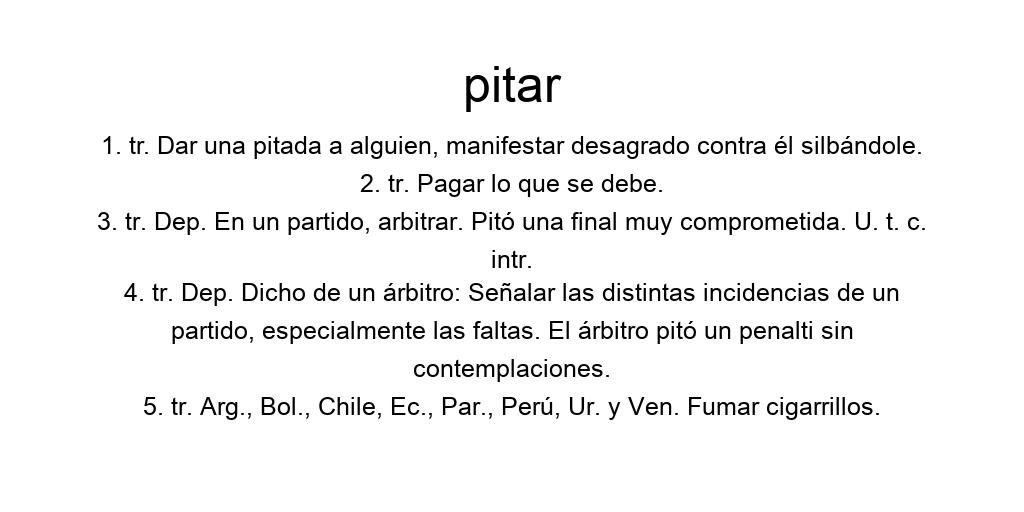 pitar
1. tr. Dar una pitada a alguien, manifestar desagrado contra él silbándole.
2. tr. Pagar lo que se debe.
3. tr. Dep. En un partido, arbitrar. Pitó una final muy comprometida. U. t. c.
intr.
4. tr. Dep. Dicho de un árbitro: Señalar las distintas incidencias de un
partido, especialmente las faltas. El árbitro pitó un penalti sin
contemplaciones.
5. tr. Arg., Bol., Chile, Ec., Par., Perú, Ur. y Ven. Fumar cigarrillos.